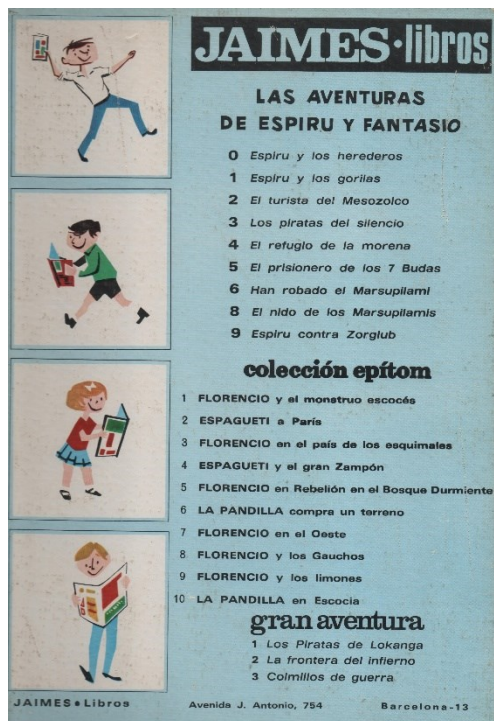 JAIMES·libros
LAS AVENTURAS
DE ESPIRU Y FANTASIO
0 Espiru y los herederos
1 Espiru y los gorilas
2 El turista del Mesozolco
3 Los piratas del silencio
4 El refugio de la morena
5 El prisionero de los 7 Budas
6 Han robado el Marsupilami
8 El nido de los Marsupilamis
9 Espiru contra Zorglub
colección epítom
1 FLORENCIO y el monstruo escocés
2 ESPAGUETI a París
3 FLORENCIO en el país de los esquimales
4 ESPAGUETI y el gran Zampón
5 FLORENCIO en Rebelión en el Bosque Durmiente
6 LA PANDILLA compra un terreno
7 FLORENCIO en el Oeste
8 FLORENCIO y los Gauchos
9 FLORENCIO y los limones
10 LA PANDILLA en Escocia
gran aventura
1 Los Piratas de Lokanga
2 La frontera del infierno
3 Colmillos de guerra
JAIMES•Libros Avenida J. Antonio, 754 Barcelona-13